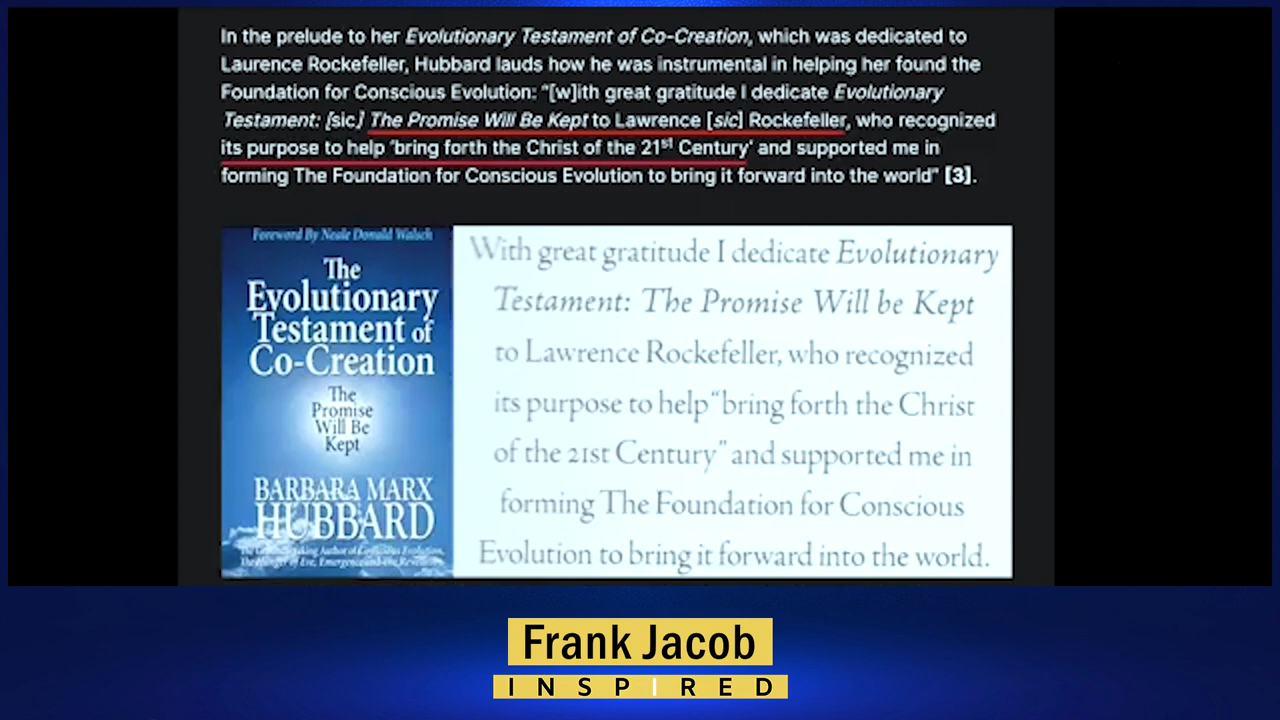 In the prelude to her Evolutionary Testament of Co-Creation, which was dedicated to
Laurence Rockefeller, Hubbard lauds how he was instrumental in helping her found the
Foundation for Conscious Evolution: “[w]ith great gratitude I dedicate Evolutionary
Testament: [sic] The Promise Will Be Kept to Lawrence [sic] Rockefeller, who recognized
its purpose to help ‘bring forth the Christ of the 21st Century’ and supported me in
forming The Foundation for Conscious Evolution to bring it forward into the world” [3].
Foreword By Neale Donald Walsch
The
Evolutionary
Testament of
Co-Creation
The
Promise
Will Be
Kept
BARBARA MARX
HUBBARD
Author of Conscious Evolution,
With great gratitude I dedicate Evolutionary
Testament: The Promise Will be Kept
to Lawrence Rockefeller, who recognized
its purpose to help “bring forth the Christ
of the 21st Century” and supported me in
forming The Foundation for Conscious
Evolution to bring it forward into the world.
Frank Jacob
INSPIRED